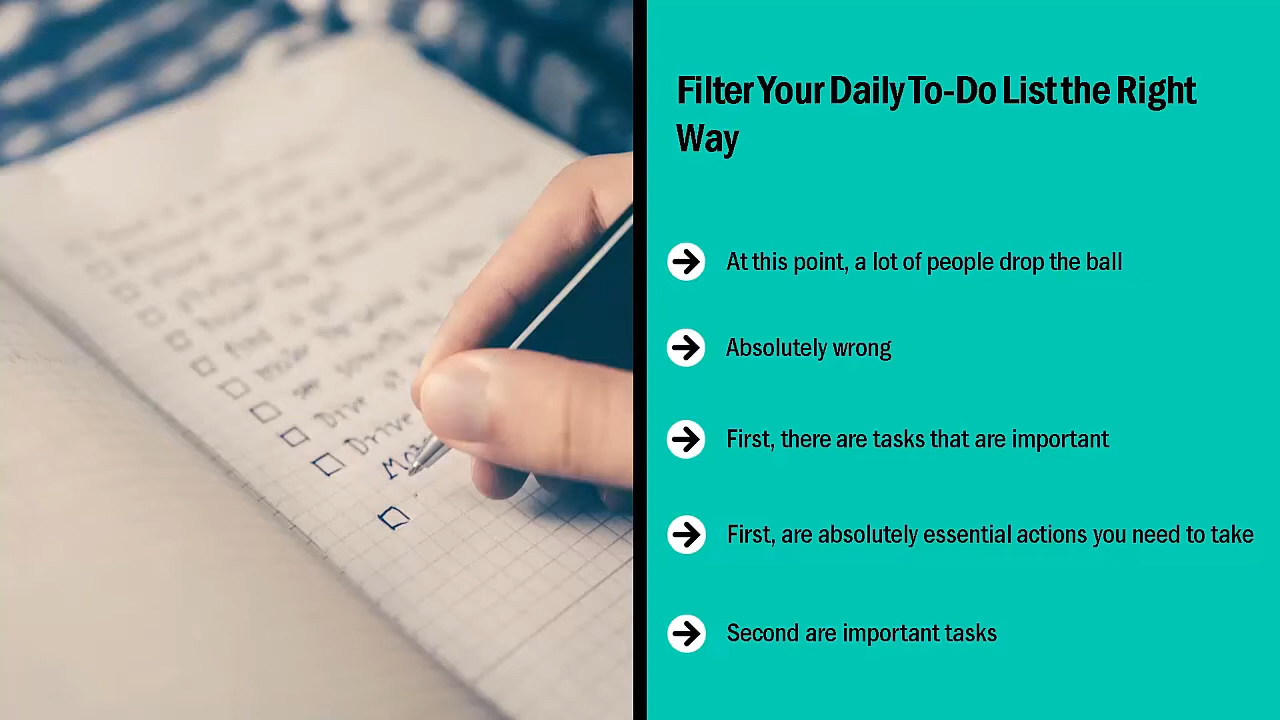 Filter Your Daily To-Do List the Right
Way
At this point, a lot of people drop the ball
Absolutely wrong
First, there are tasks that are important
First, are absolutely essential actions you need to take
Second are important tasks
Drive
Drive